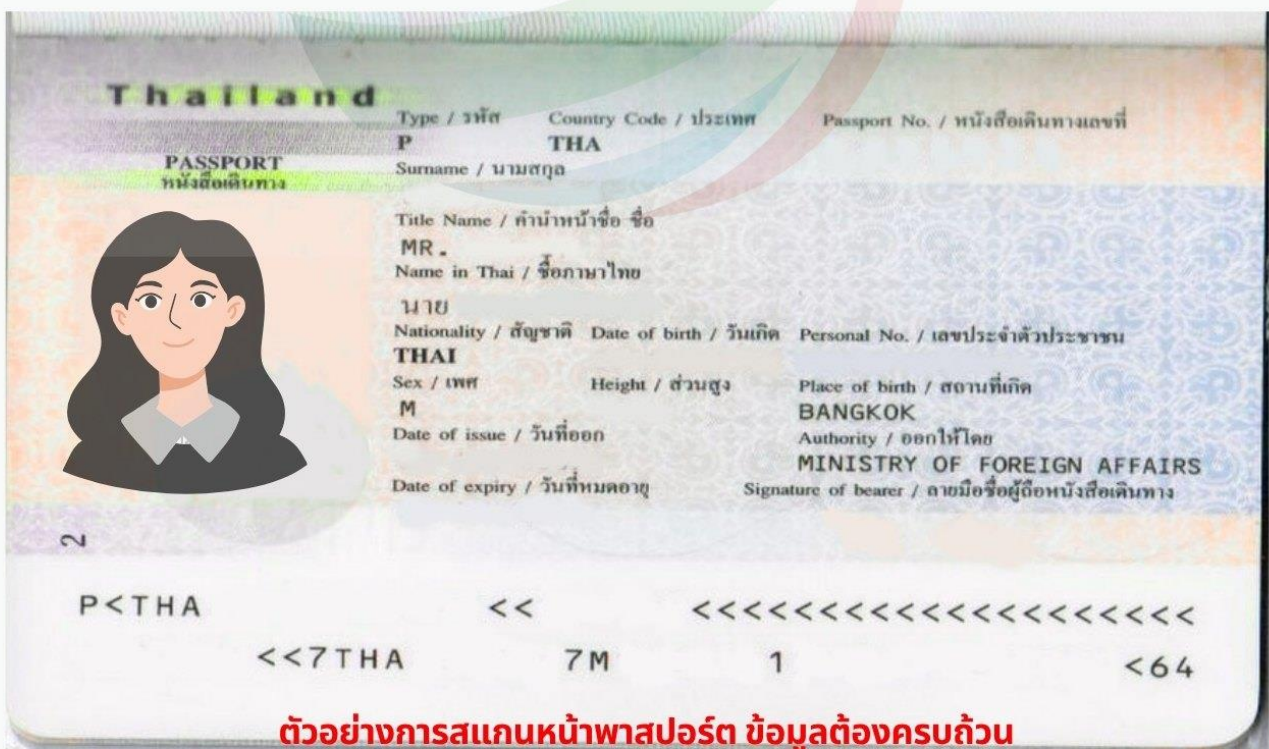 Thailand
Type / รหัส Country Code / ประเทศ Passport No. / หนังสือเดินทางเลขที่
P THA
PASSPORT
หนังสือเดินทาง
Surname / นามสกุล
Title Name / คำนำหน้าชื่อ ชื่อ
MR.
Name in Thai / ชื่อภาษาไทย
นาย
Nationality / สัญชาติ Date of birth / วันเกิด Personal No. / เลขประจำตัวประชาชน
THAI
Sex / เพศ Height / ส่วนสูง Place of birth / สถานที่เกิด
M BANGKOK
Date of issue / วันที่ออก Authority / ออกให้โดย
MINISTRY OF FOREIGN AFFAIRS
Date of expiry / วันที่หมดอายุ Signature of bearer / ลายมือชื่อผู้ถือหนังสือเดินทาง
2
P<THA << <<<<<<<<<<<<<<<<<<<<<
<<7THA 7M 1 <64
ตัวอย่างการสแกนหน้าพาสปอร์ต ข้อมูลต้องครบถ้วน